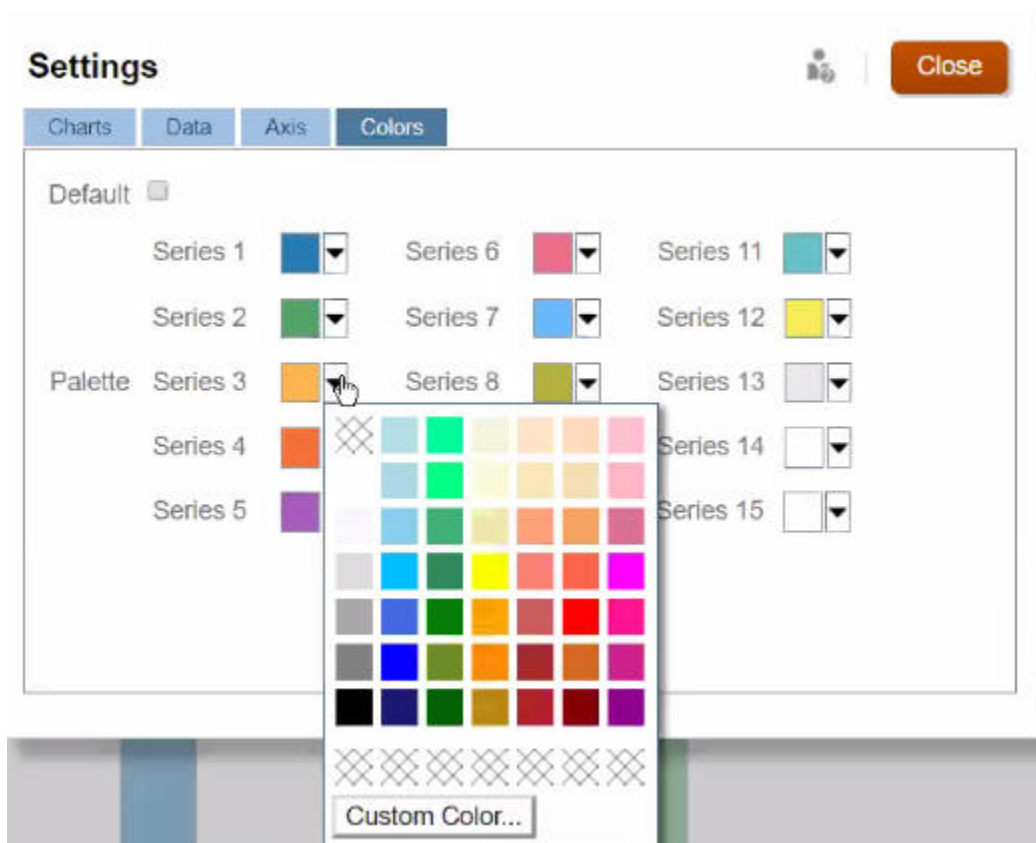 Settings
Close
Charts Data Axis Colors
Default
Series 1 Series 6 Series 11
Series 2 Series 7 Series 12
Palette Series 3 Series 8 Series 13
Series 4 Series 14
Series 5 Series 15
Custom Color...